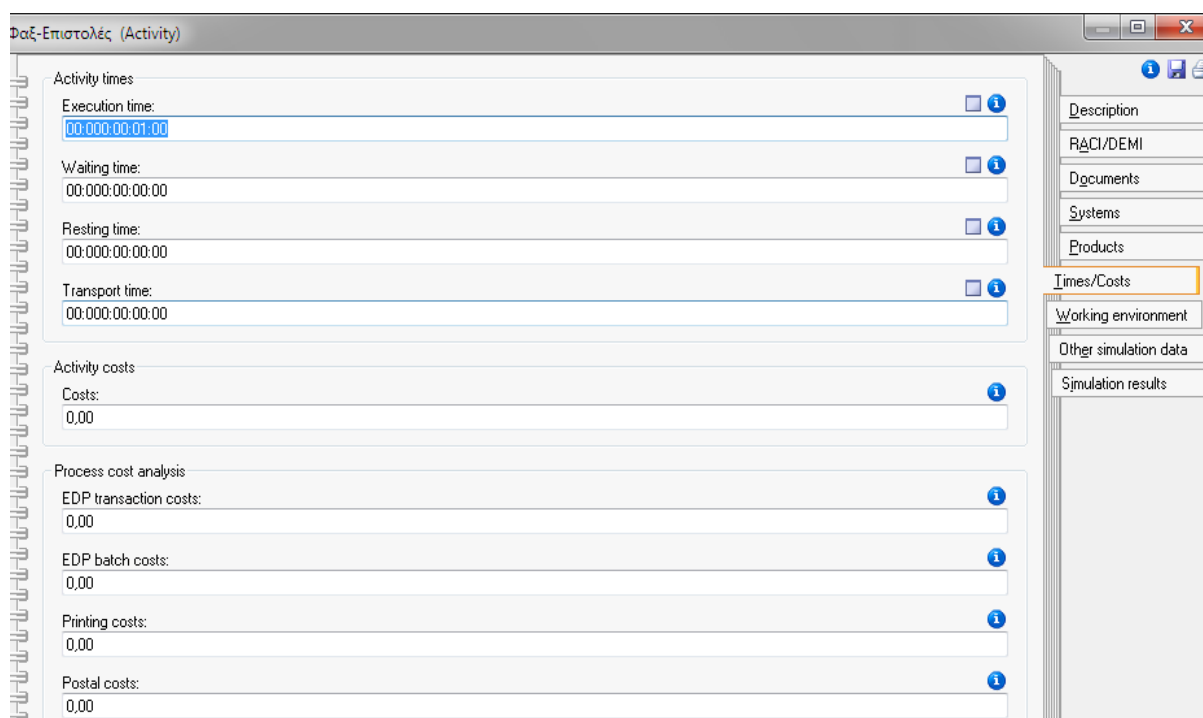 Φαξ-Επιστολές (Activity)
Activity times
Execution time:
00:000:00:01:00
Waiting time:
00:000:00:00:00
Resting time:
00:000:00:00:00
Transport time:
00:000:00:00:00
Activity costs
Costs:
0,00
Process cost analysis
EDP transaction costs:
0,00
EDP batch costs:
0,00
Printing costs:
0,00
Postal costs:
0,00
Description
RACI/DEMI
Documents
Systems
Products
Times/Costs
Working environment
Other simulation data
Simulation results